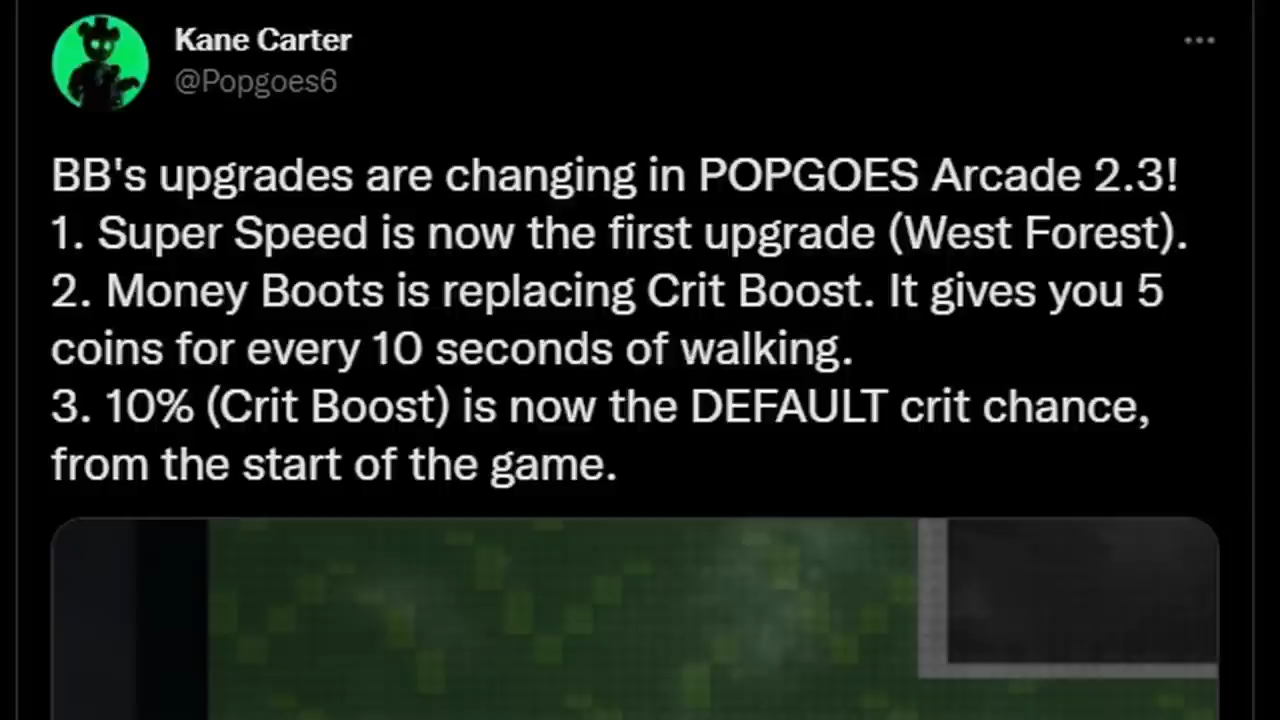 Kane Carter
@Popgoes6
BB's upgrades are changing in POPGOES Arcade 2.3!
1. Super Speed is now the first upgrade (West Forest).
2. Money Boots is replacing Crit Boost. It gives you 5
coins for every 10 seconds of walking.
3. 10% (Crit Boost) is now the DEFAULT crit chance,
from the start of the game.